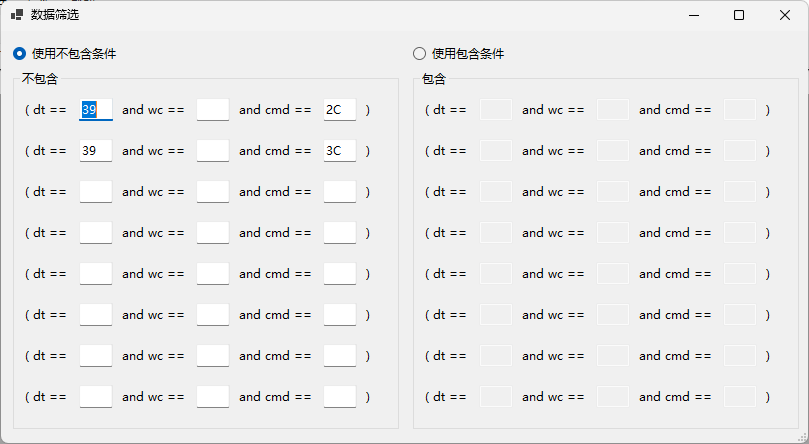 数据筛选
使用不包含条件 使用包含条件
不包含 包含
( dt == 39 and wc == and cmd == 2C ) ( dt == and wc == and cmd == )
( dt == 39 and wc == and cmd == 3C ) ( dt == and wc == and cmd == )
( dt == and wc == and cmd == ) ( dt == and wc == and cmd == )
( dt == and wc == and cmd == ) ( dt == and wc == and cmd == )
( dt == and wc == and cmd == ) ( dt == and wc == and cmd == )
( dt == and wc == and cmd == ) ( dt == and wc == and cmd == )
( dt == and wc == and cmd == ) ( dt == and wc == and cmd == )
( dt == and wc == and cmd == ) ( dt == and wc == and cmd == )